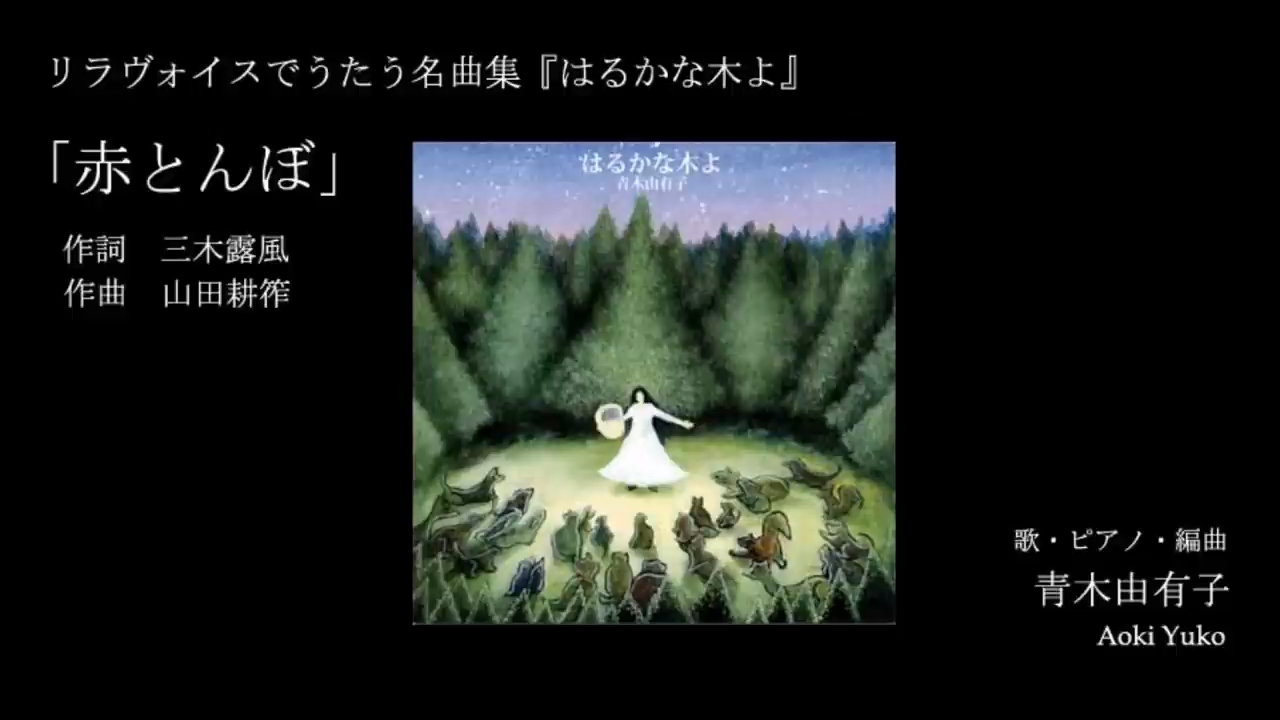 リラヴォイスでうたう名曲集『はるかな木よ』
「赤とんぼ」
作詞　三木露風
作曲　山田耕筰
はるかな木よ
青木由有子
歌・ピアノ・編曲
青木由有子
Aoki Yuko